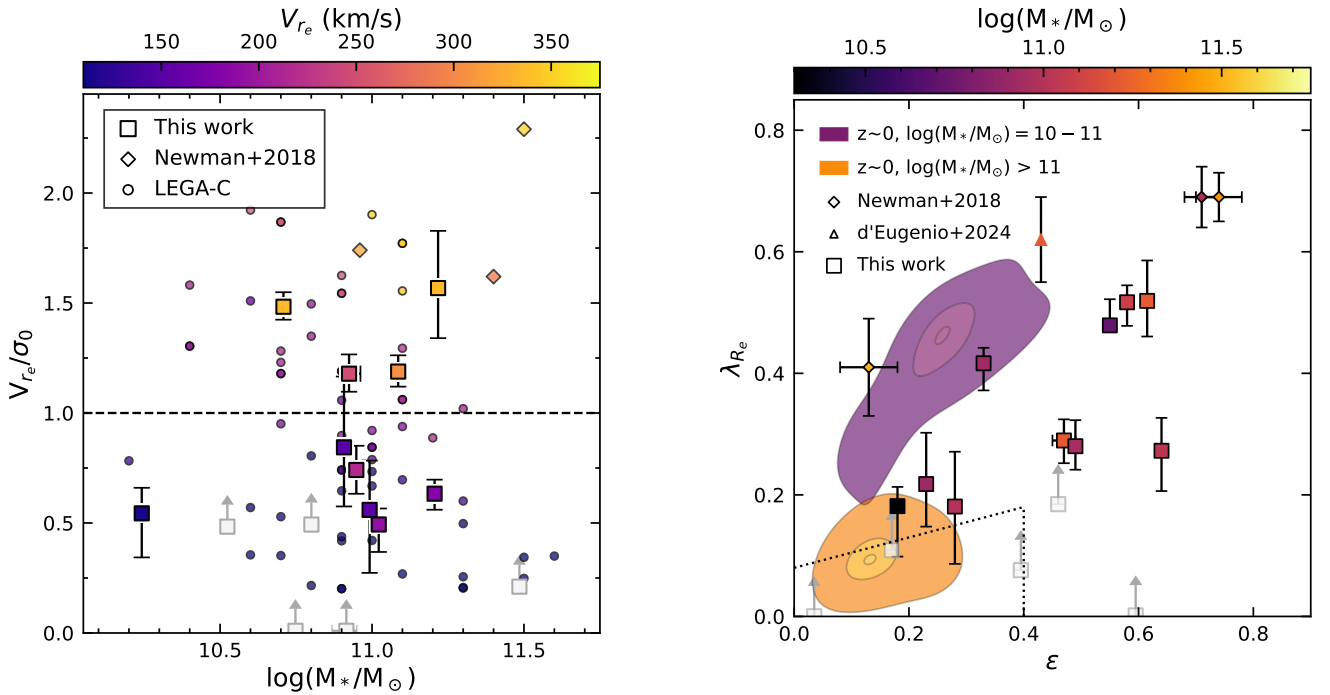 V_{r_e} (km/s)
150 200 250 300 350
This work
Newman+2018
LEGA-C
V_{r_e}/σ_0
2.0
1.5
1.0
0.5
0.0
10.5 11.0 11.5
log(M_*/M_⊙)
log(M_*/M_⊙)
10.5 11.0 11.5
z~0, log(M_*/M_⊙) = 10 − 11
z~0, log(M_*/M_⊙) > 11
Newman+2018
d'Eugenio+2024
This work
λ_{R_e}
0.8
0.6
0.4
0.2
0.0
0.0 0.2 0.4 0.6 0.8
ε